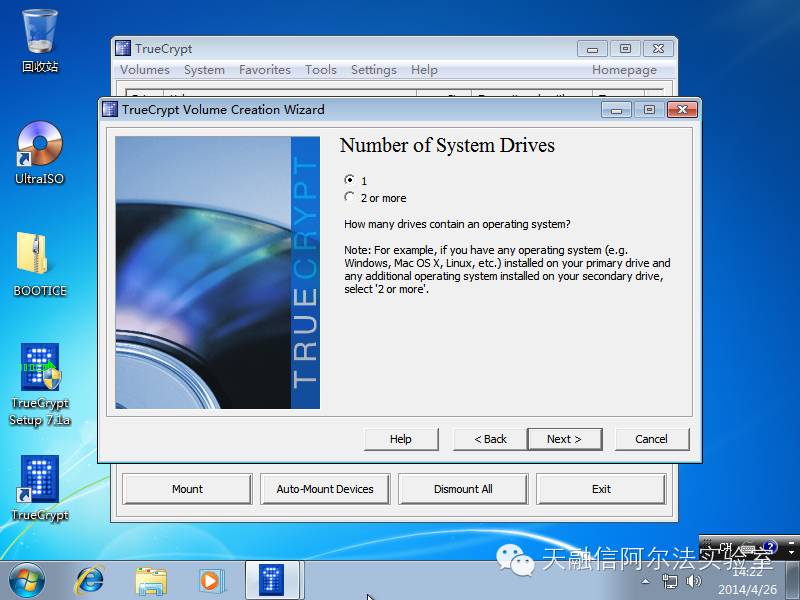 回收站
UltraISO
BOOTICE
TrueCrypt
Setup 7.1a
TrueCrypt
TrueCrypt
Volumes System Favorites Tools Settings Help Homepage
TrueCrypt Volume Creation Wizard
TRUECRYPT
Number of System Drives
1
2 or more
How many drives contain an operating system?
Note: For example, if you have any operating system (e.g.
Windows, Mac OS X, Linux, etc.) installed on your primary drive and
any additional operating system installed on your secondary drive,
select '2 or more'.
Help < Back Next > Cancel
Mount Auto-Mount Devices Dismount All Exit
CH
天融信阿尔法实验室
14:22
2014/4/26